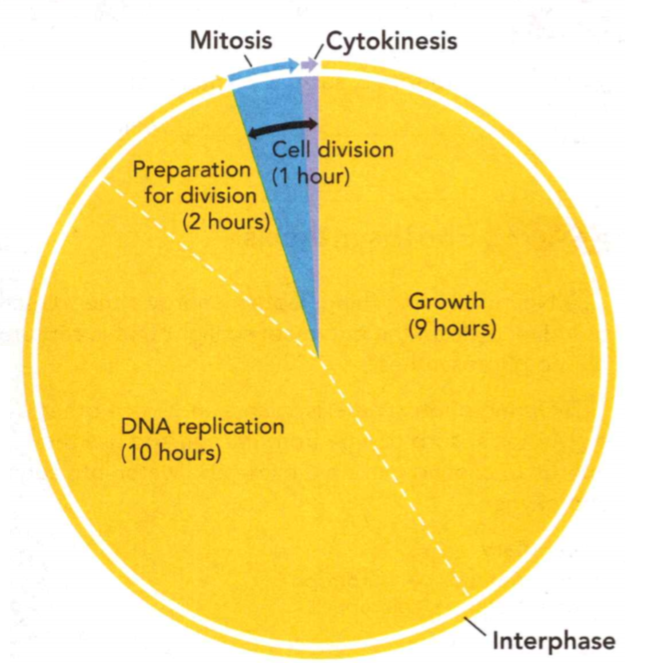 Mitosis
Cytokinesis
Cell division
(1 hour)
Preparation
for division
(2 hours)
Growth
(9 hours)
DNA replication
(10 hours)
Interphase